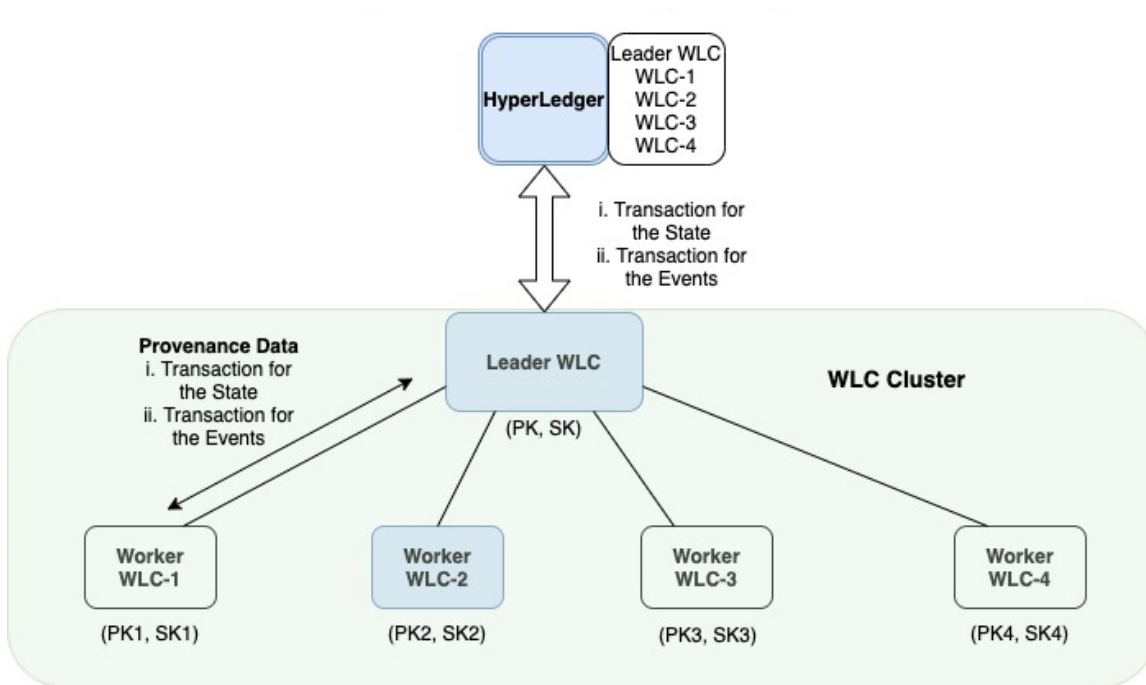 HyperLedger
Leader WLC
WLC-1
WLC-2
WLC-3
WLC-4
i. Transaction for
the State
ii. Transaction for
the Events
Provenance Data
i. Transaction for
the State
ii. Transaction for
the Events
Leader WLC
WLC Cluster
(PK, SK)
Worker
WLC-1
Worker
WLC-2
Worker
WLC-3
Worker
WLC-4
(PK1, SK1)
(PK2, SK2)
(PK3, SK3)
(PK4, SK4)